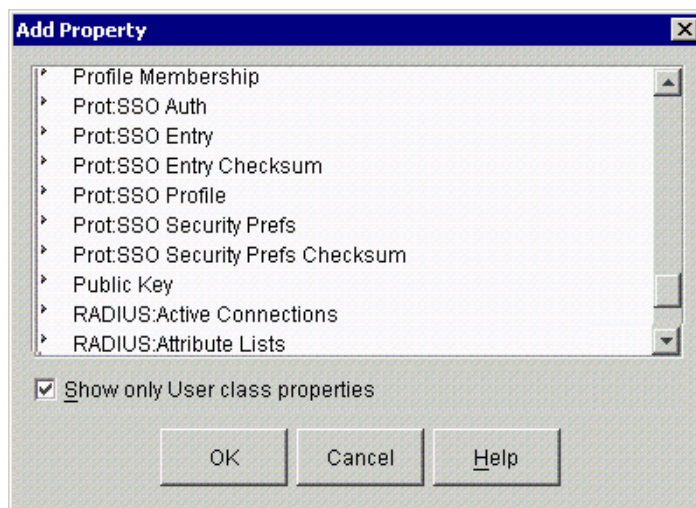 Add Property
Profile Membership
Prot:SSO Auth
Prot:SSO Entry
Prot:SSO Entry Checksum
Prot:SSO Profile
Prot:SSO Security Prefs
Prot:SSO Security Prefs Checksum
Public Key
RADIUS:Active Connections
RADIUS:Attribute Lists
Show only User class properties
OK Cancel Help